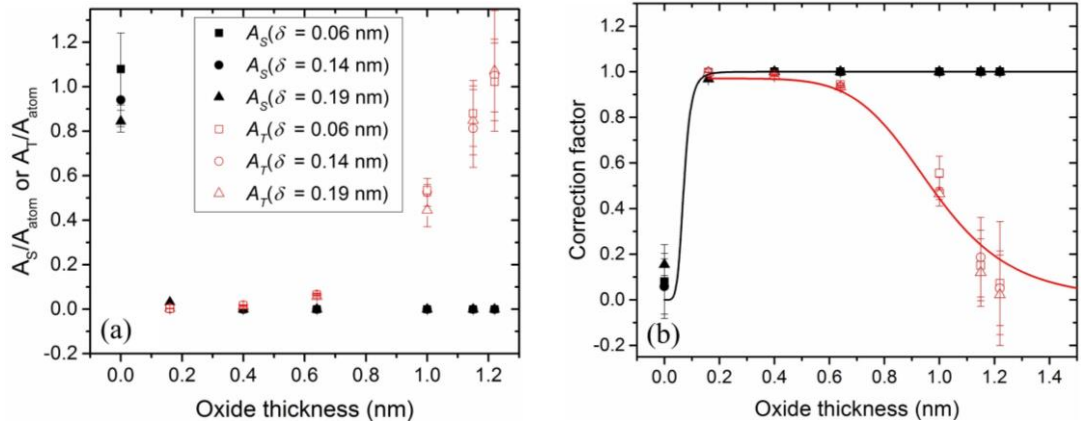 1.2
1.0
0.8
0.6
0.4
0.2
0.0
-0.2
A_S/A_atom or A_T/A_atom
A_S(δ = 0.06 nm)
A_S(δ = 0.14 nm)
A_S(δ = 0.19 nm)
A_T(δ = 0.06 nm)
A_T(δ = 0.14 nm)
A_T(δ = 0.19 nm)
(a)
0.0 0.2 0.4 0.6 0.8 1.0 1.2
Oxide thickness (nm)
1.2
1.0
0.8
0.6
0.4
0.2
0.0
-0.2
Correction factor
(b)
0.0 0.2 0.4 0.6 0.8 1.0 1.2 1.4
Oxide thickness (nm)